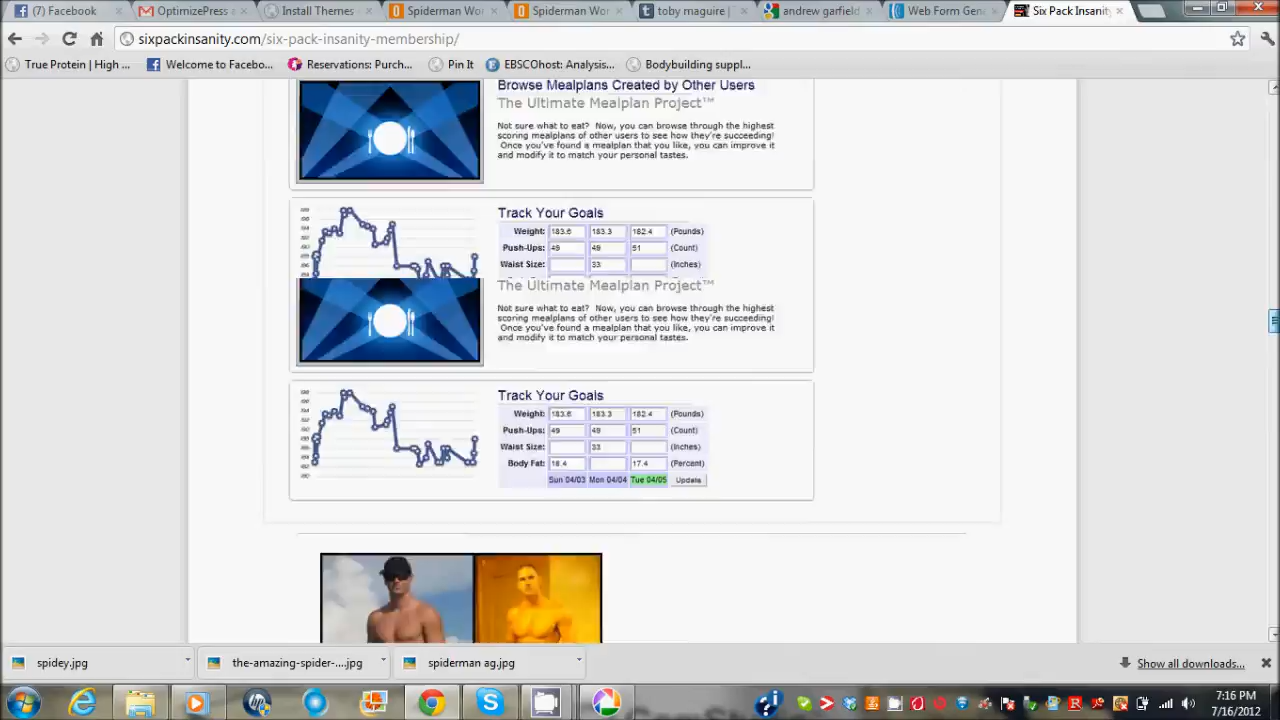 Facebook
OptimizePress a
Install Themes
Spiderman Wor
Spiderman Wor
toby maguire
andrew garfield
Web Form Gene
Six Pack Insanity
sixpackinsanity.com/six-pack-insanity-membership/
True Protein | High ...
Welcome to Facebo...
Reservations: Purch...
Pin It
EBSCOhost: Analysis...
Bodybuilding suppl...
Browse Mealplans Created by Other Users
The Ultimate Mealplan Project™
Not sure what to eat? Now, you can browse through the highest
scoring mealplans of other users to see how they're succeeding!
Once you've found a mealplan that you like, you can improve it
and modify it to match your personal tastes.
Track Your Goals
Weight: 183.6 183.3 182.4 (Pounds)
Push-Ups: 49 49 51 (Count)
Waist Size: 33 (Inches)
The Ultimate Mealplan Project™
Not sure what to eat? Now, you can browse through the highest
scoring mealplans of other users to see how they're succeeding!
Once you've found a mealplan that you like, you can improve it
and modify it to match your personal tastes.
Track Your Goals
Weight: 183.6 183.3 182.4 (Pounds)
Push-Ups: 49 49 51 (Count)
Waist Size: 33 (Inches)
Body Fat: 18.4 17.4 (Percent)
Sun 04/03 Mon 04/04 Tue 04/05 Update
spidey.jpg
the-amazing-spider-....jpg
spiderman ag.jpg
Show all downloads...
7:16 PM
7/16/2012